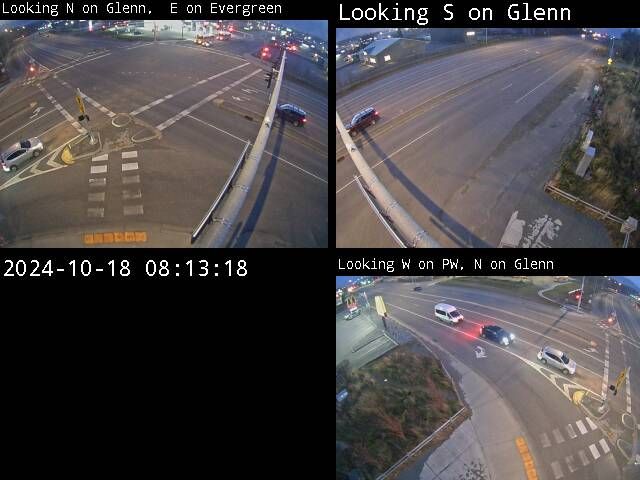 Looking N on Glenn, E on Evergreen
Looking S on Glenn
2024-10-18 08:13:18
Looking W on PW, N on Glenn